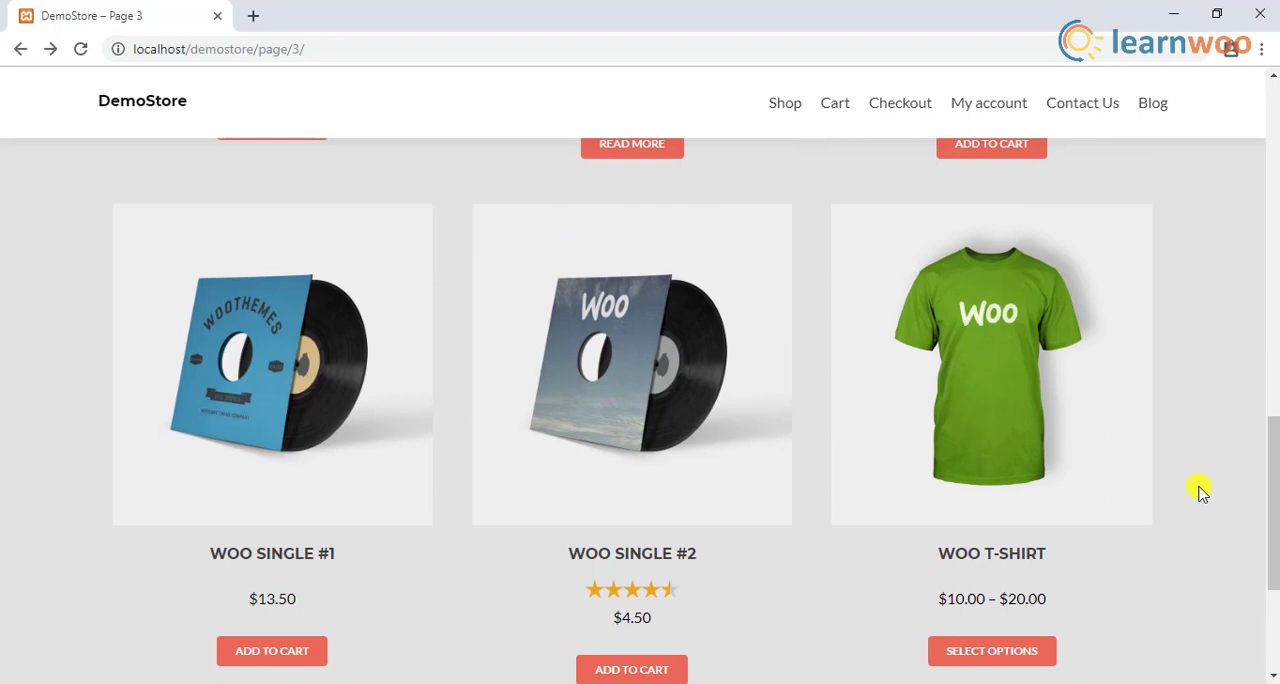 DemoStore – Page 3
localhost/demostore/page/3/
learnwoo
DemoStore
Shop
Cart
Checkout
My account
Contact Us
Blog
READ MORE
ADD TO CART
WOOTHEMES
WOO
WOO
WOO SINGLE #1
WOO SINGLE #2
WOO T-SHIRT
$13.50
$4.50
$10.00 – $20.00
ADD TO CART
ADD TO CART
SELECT OPTIONS